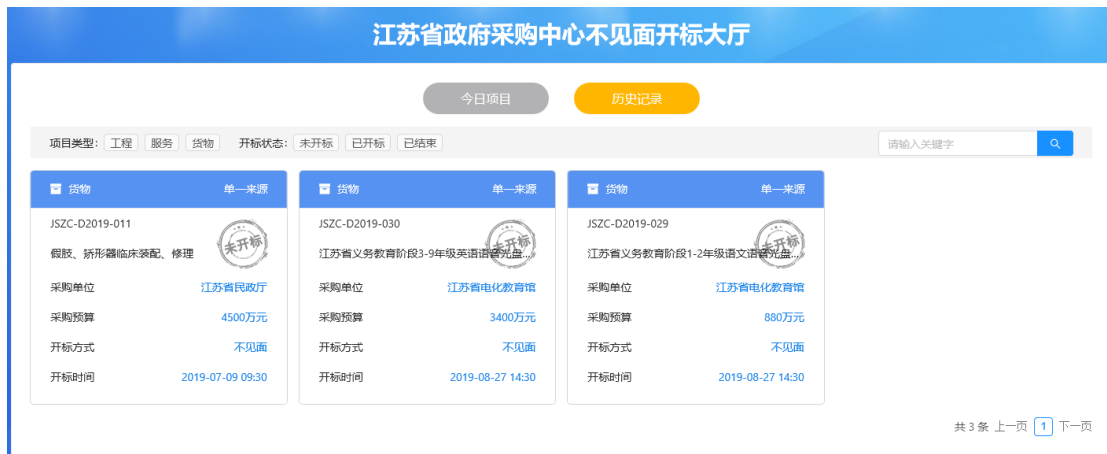 江苏省政府采购中心不见面开标大厅
今日项目 历史记录
项目类型: 工程 服务 货物 开标状态: 未开标 已开标 已结束 请输入关键字
货物 单一来源
JSZC-D2019-011
未开标
假肢、矫形器临床装配、修理
采购单位 江苏省民政厅
采购预算 4500万元
开标方式 不见面
开标时间 2019-07-09 09:30
货物 单一来源
JSZC-D2019-030
未开标
江苏省义务教育阶段3-9年级英语语音光盘...
采购单位 江苏省电化教育馆
采购预算 3400万元
开标方式 不见面
开标时间 2019-08-27 14:30
货物 单一来源
JSZC-D2019-029
未开标
江苏省义务教育阶段1-2年级语文语音光盘...
采购单位 江苏省电化教育馆
采购预算 880万元
开标方式 不见面
开标时间 2019-08-27 14:30
共 3 条 上一页 1 下一页